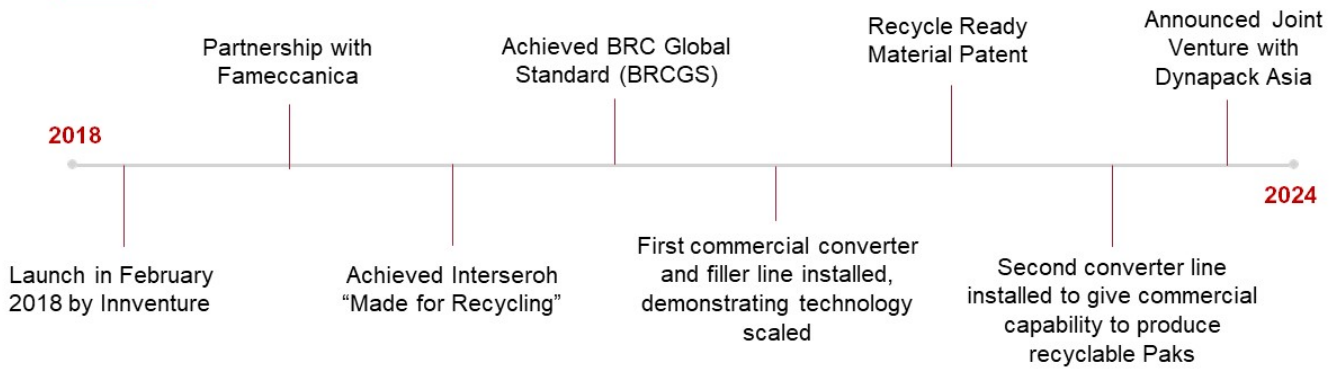 2018
Launch in February
2018 by Innventure
Partnership with
Fameccanica
Achieved Interseroh
“Made for Recycling”
Achieved BRC Global
Standard (BRCGS)
First commercial converter
and filler line installed,
demonstrating technology
scaled
Recycle Ready
Material Patent
Second converter line
installed to give commercial
capability to produce
recyclable Paks
Announced Joint
Venture with
Dynapack Asia
2024